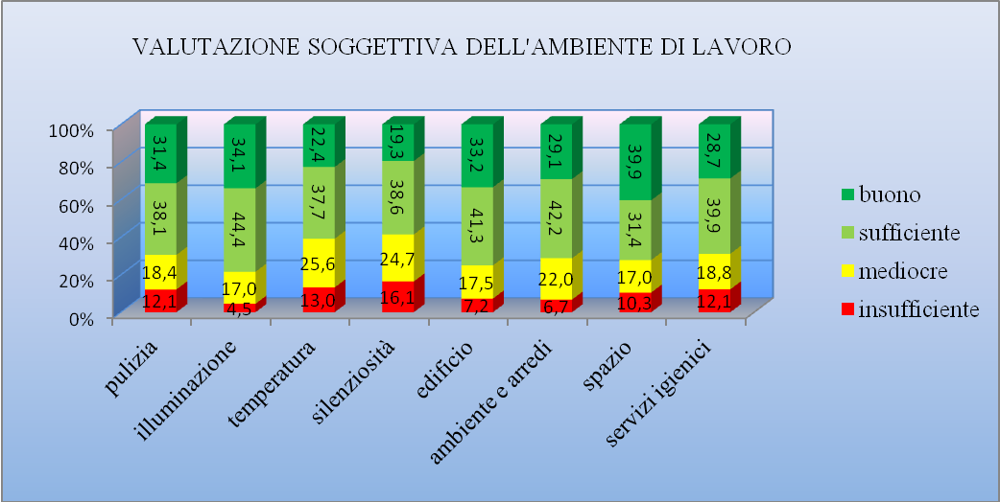 VALUTAZIONE SOGGETTIVA DELL'AMBIENTE DI LAVORO
100%
80%
60%
40%
20%
0%
31,4
34,1
22,4
19,3
33,2
29,1
39,9
28,7
38,1
44,4
37,7
38,6
41,3
42,2
31,4
39,9
18,4
17,0
25,6
24,7
17,5
22,0
17,0
18,8
12,1
4,5
13,0
16,1
7,2
6,7
10,3
12,1
pulizia
illuminazione
temperatura
silenziosità
edificio
ambiente e arredi
spazio
servizi igienici
buono
sufficiente
mediocre
insufficiente